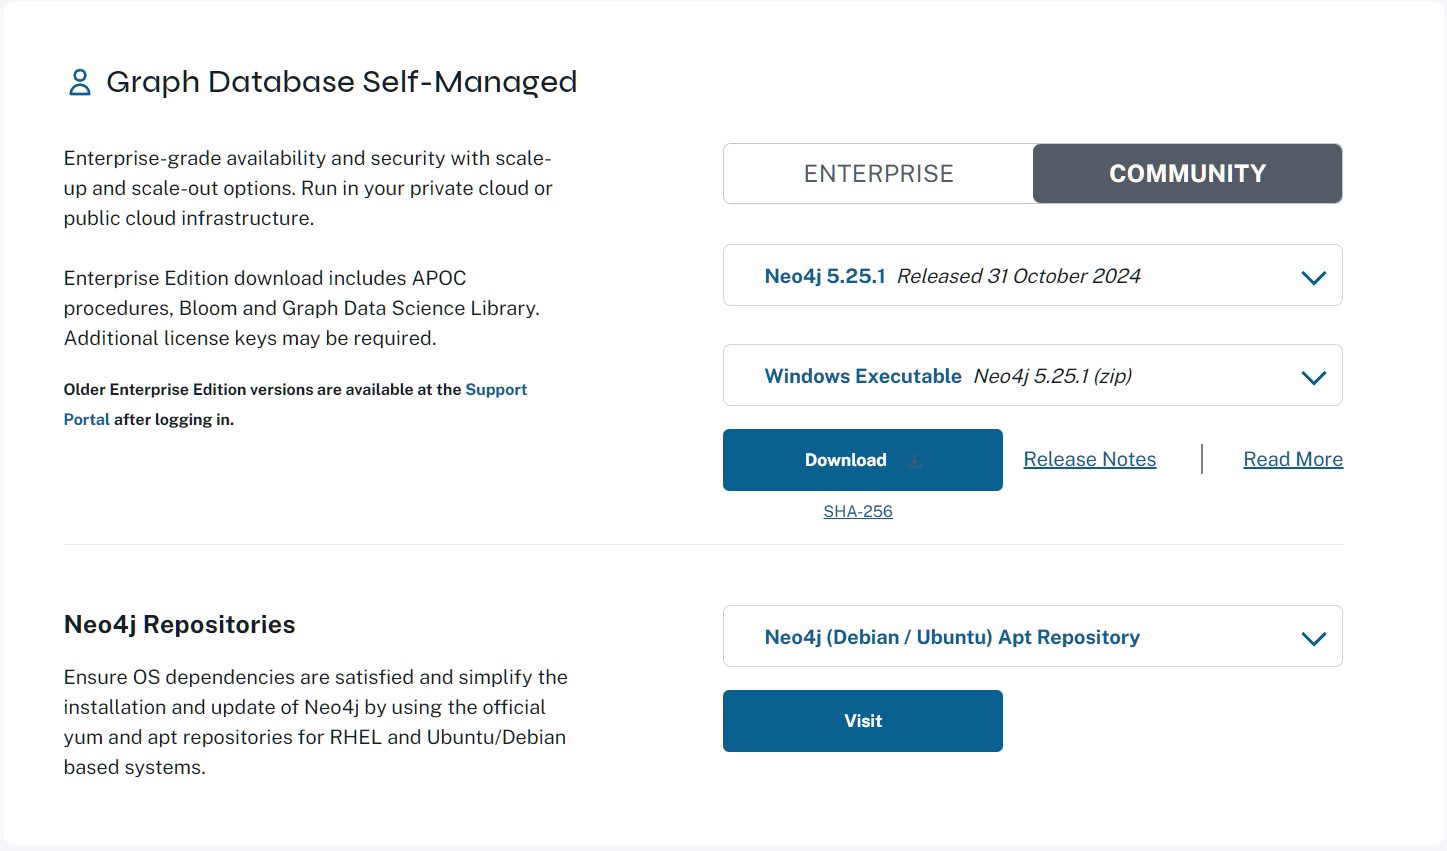 Graph Database Self-Managed
Enterprise-grade availability and security with scale-
up and scale-out options. Run in your private cloud or
public cloud infrastructure.
Enterprise Edition download includes APOC
procedures, Bloom and Graph Data Science Library.
Additional license keys may be required.
Older Enterprise Edition versions are available at the Support
Portal after logging in.
ENTERPRISE COMMUNITY
Neo4j 5.25.1 Released 31 October 2024
Windows Executable Neo4j 5.25.1 (zip)
Download Release Notes | Read More
SHA-256
Neo4j Repositories
Ensure OS dependencies are satisfied and simplify the
installation and update of Neo4j by using the official
yum and apt repositories for RHEL and Ubuntu/Debian
based systems.
Neo4j (Debian / Ubuntu) Apt Repository
Visit